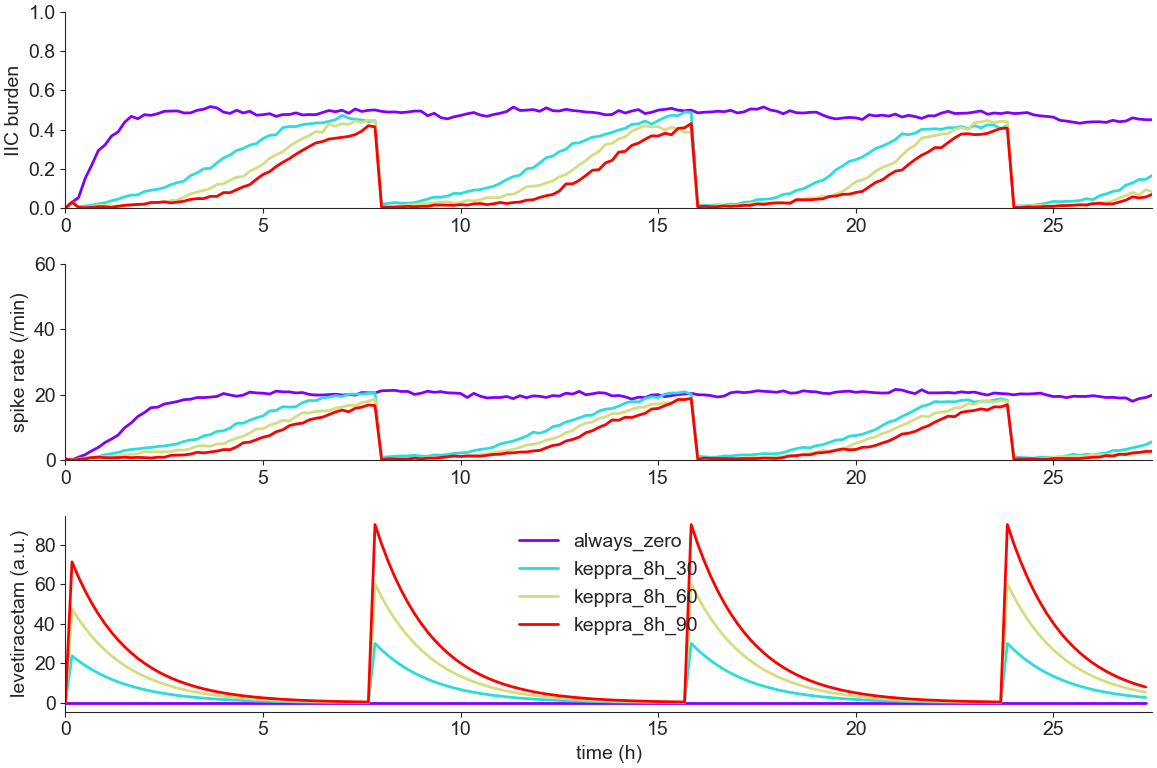 IIC burden
1.0
0.8
0.6
0.4
0.2
0.0
0 5 10 15 20 25
spike rate (/min)
60
40
20
0
0 5 10 15 20 25
levetiracetam (a.u.)
80
60
40
20
0
always_zero
keppra_8h_30
keppra_8h_60
keppra_8h_90
0 5 10 15 20 25
time (h)